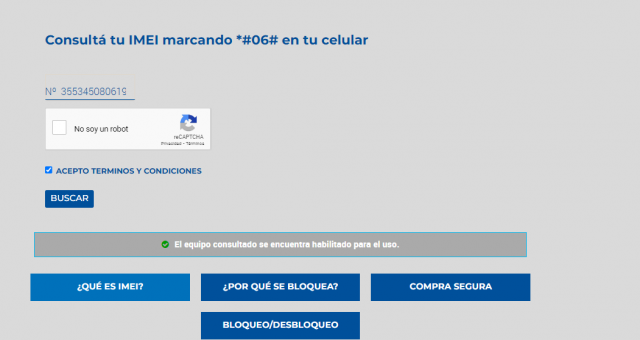 Consultá tu IMEI marcando *#06# en tu celular
Nº 355345080619
No soy un robot
reCAPTCHA
Privacidad - Términos
ACEPTO TERMINOS Y CONDICIONES
BUSCAR
El equipo consultado se encuentra habilitado para el uso.
¿QUÉ ES IMEI?
¿POR QUÉ SE BLOQUEA?
COMPRA SEGURA
BLOQUEO/DESBLOQUEO